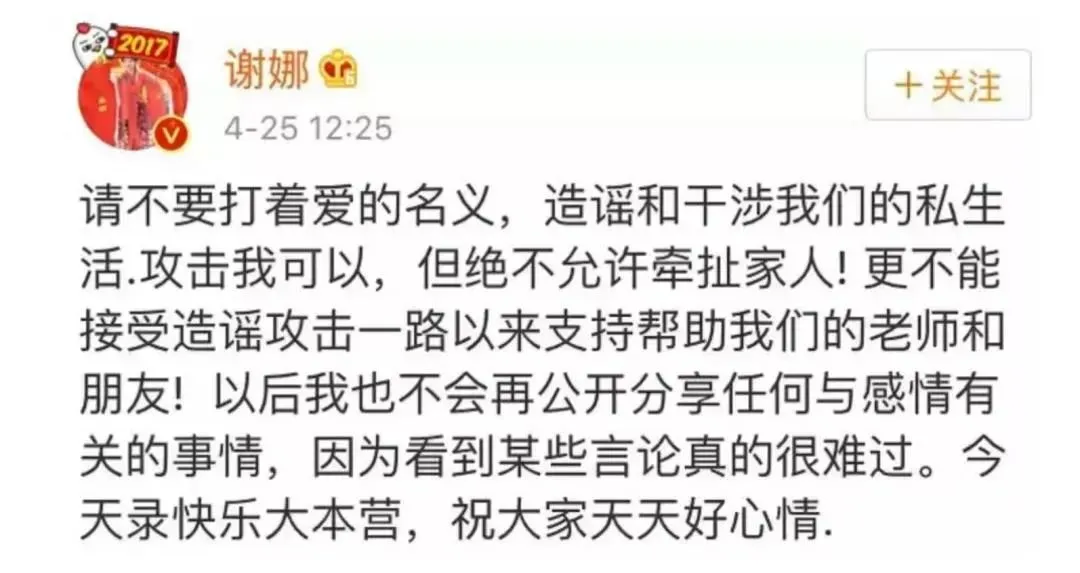 2017
谢娜
+关注
4-25 12:25
请不要打着爱的名义，造谣和干涉我们的私生
活.攻击我可以，但绝不允许牵扯家人! 更不能
接受造谣攻击一路以来支持帮助我们的老师和
朋友! 以后我也不会再公开分享任何与感情有
关的事情，因为看到某些言论真的很难过。今
天录快乐大本营，祝大家天天好心情.